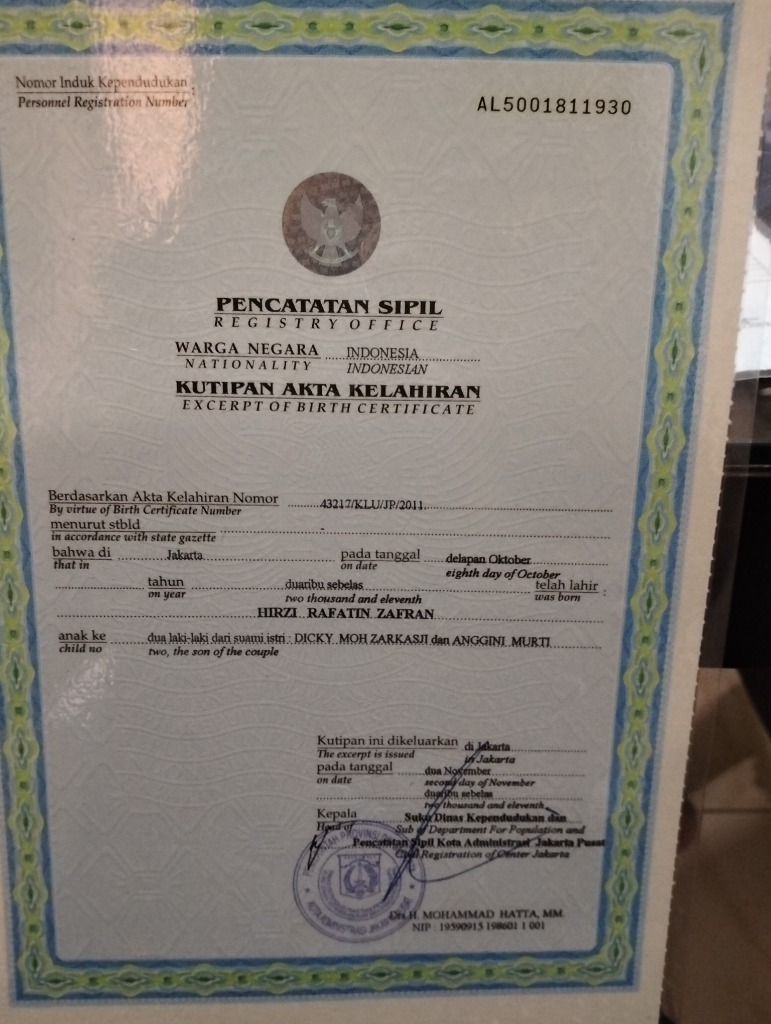 Nomor Induk Kependudukan :
Personnel Registration Number
AL5001811930
PENCATATAN SIPIL
REGISTRY OFFICE
WARGA NEGARA INDONESIA
NATIONALITY INDONESIAN
KUTIPAN AKTA KELAHIRAN
EXCERPT OF BIRTH CERTIFICATE
Berdasarkan Akta Kelahiran Nomor 43217/KLU/JP/2011.
By virtue of Birth Certificate Number
menurut stbld -
in accordance with state gazette
bahwa di Jakarta pada tanggal delapan Oktober
that in on date eighth day of October
tahun duaribu sebelas telah lahir :
on year two thousand and eleventh was born
HIRZI RAFATIN ZAFRAN
anak ke dua laki-laki dari suami istri : DICKY MOH ZARKASJI dan ANGGINI MURTI
child no two, the son of the couple
Kutipan ini dikeluarkan di Jakarta
The excerpt is issued in Jakarta
pada tanggal dua November
on date second day of November
duaribu sebelas
two thousand and eleventh
Kepala Suku Dinas Kependudukan dan
Head of Sub of Department For Population and
Pencatatan Sipil Kota Administrasi Jakarta Pusat
Civil Registration of Center Jakarta
Drs H. MOHAMMAD HATTA, MM
NIP : 19590915 198601 1 001